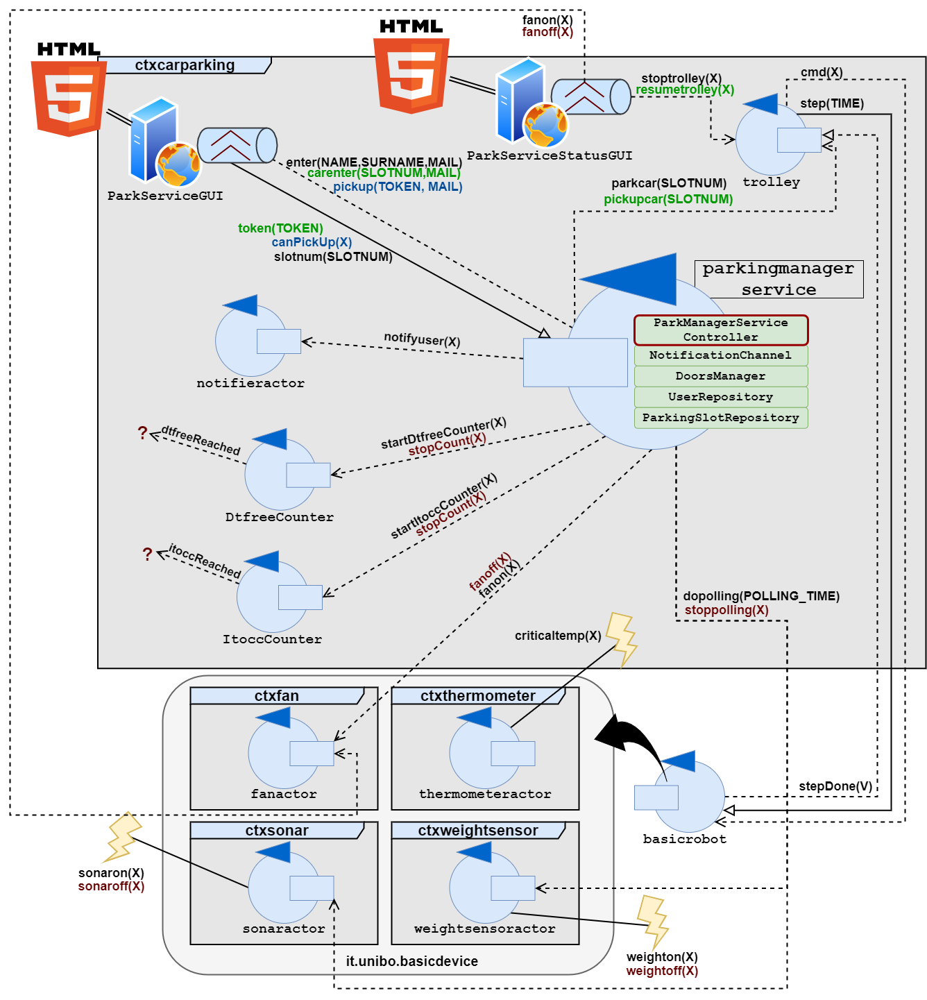 fanon(X)
fanoff(X)
HTML
5
HTML
5
ctxcarparking
stoptrolley(X)
resumetrolley(X)
cmd(X)
step(TIME)
ParkServiceStatusGUI
trolley
ParkServiceGUI
enter(NAME,SURNAME,MAIL)
carenter(SLOTNUM,MAIL)
pickup(TOKEN, MAIL)
parkcar(SLOTNUM)
pickupcar(SLOTNUM)
token(TOKEN)
canPickUp(X)
slotnum(SLOTNUM)
parkingmanager
service
ParkManagerService
Controller
NotificationChannel
DoorsManager
UserRepository
ParkingSlotRepository
notifyuser(X)
notifieractor
? dtfreeReached
startDtfreeCounter(X)
stopCount(X)
DtfreeCounter
startItoccCounter(X)
stopCount(X)
? itoccReached
ItoccCounter
fanoff(X)
fanon(X)
dopolling(POLLING_TIME)
stoppolling(X)
criticaltemp(X)
ctxfan
ctxthermometer
fanactor
thermometeractor
stepDone(V)
basicrobot
ctxsonar
ctxweightsensor
sonaron(X)
sonaroff(X)
sonaractor
weightsensoractor
weighton(X)
weightoff(X)
it.unibo.basicdevice